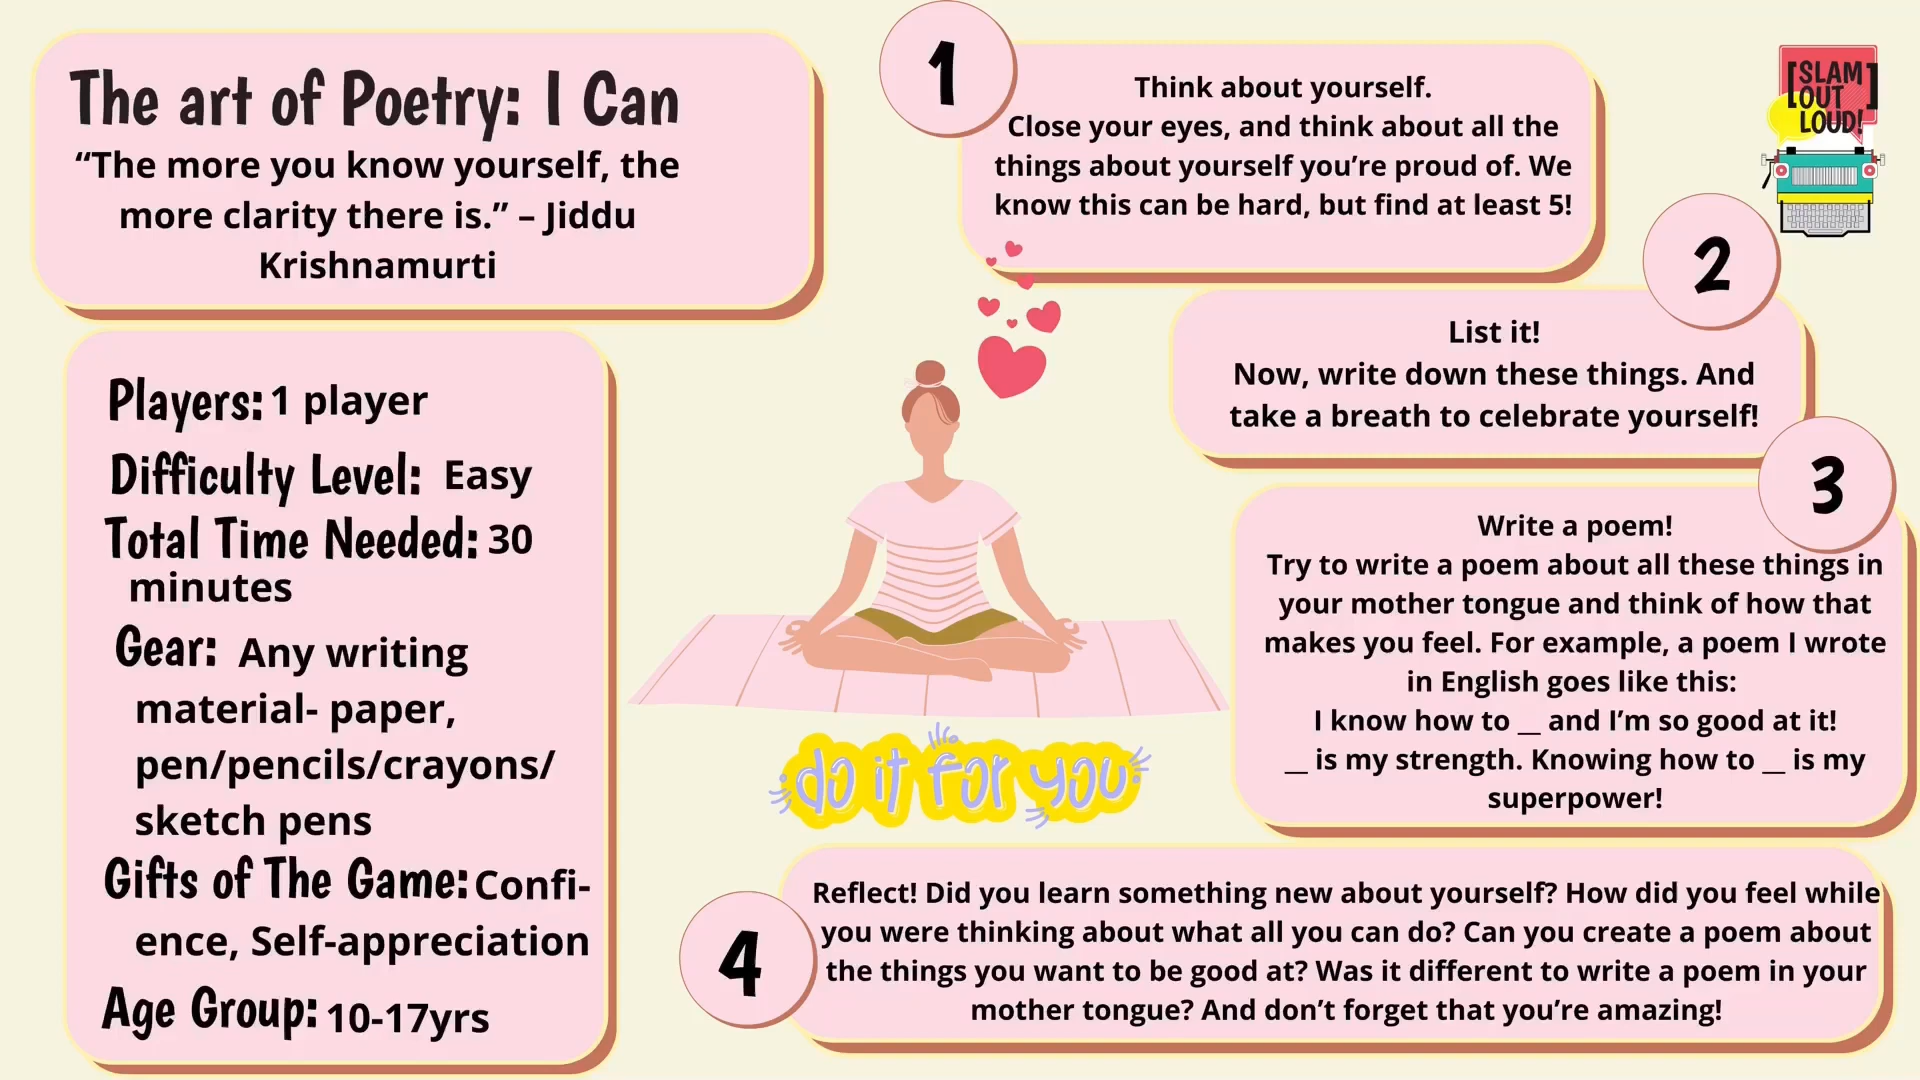 The art of Poetry: I Can
“The more you know yourself, the
more clarity there is.” – Jiddu
Krishnamurti
Players: 1 player
Difficulty Level: Easy
Total Time Needed: 30
minutes
Gear: Any writing
material- paper,
pen/pencils/crayons/
sketch pens
Gifts of The Game: Confi-
ence, Self-appreciation
Age Group: 10-17yrs
do it for you
1
Think about yourself.
Close your eyes, and think about all the
things about yourself you’re proud of. We
know this can be hard, but find at least 5!
[SLAM]
OUT
LOUD!
2
List it!
Now, write down these things. And
take a breath to celebrate yourself!
3
Write a poem!
Try to write a poem about all these things in
your mother tongue and think of how that
makes you feel. For example, a poem I wrote
in English goes like this:
I know how to __ and I’m so good at it!
__ is my strength. Knowing how to __ is my
superpower!
4
Reflect! Did you learn something new about yourself? How did you feel while
you were thinking about what all you can do? Can you create a poem about
the things you want to be good at? Was it different to write a poem in your
mother tongue? And don’t forget that you’re amazing!